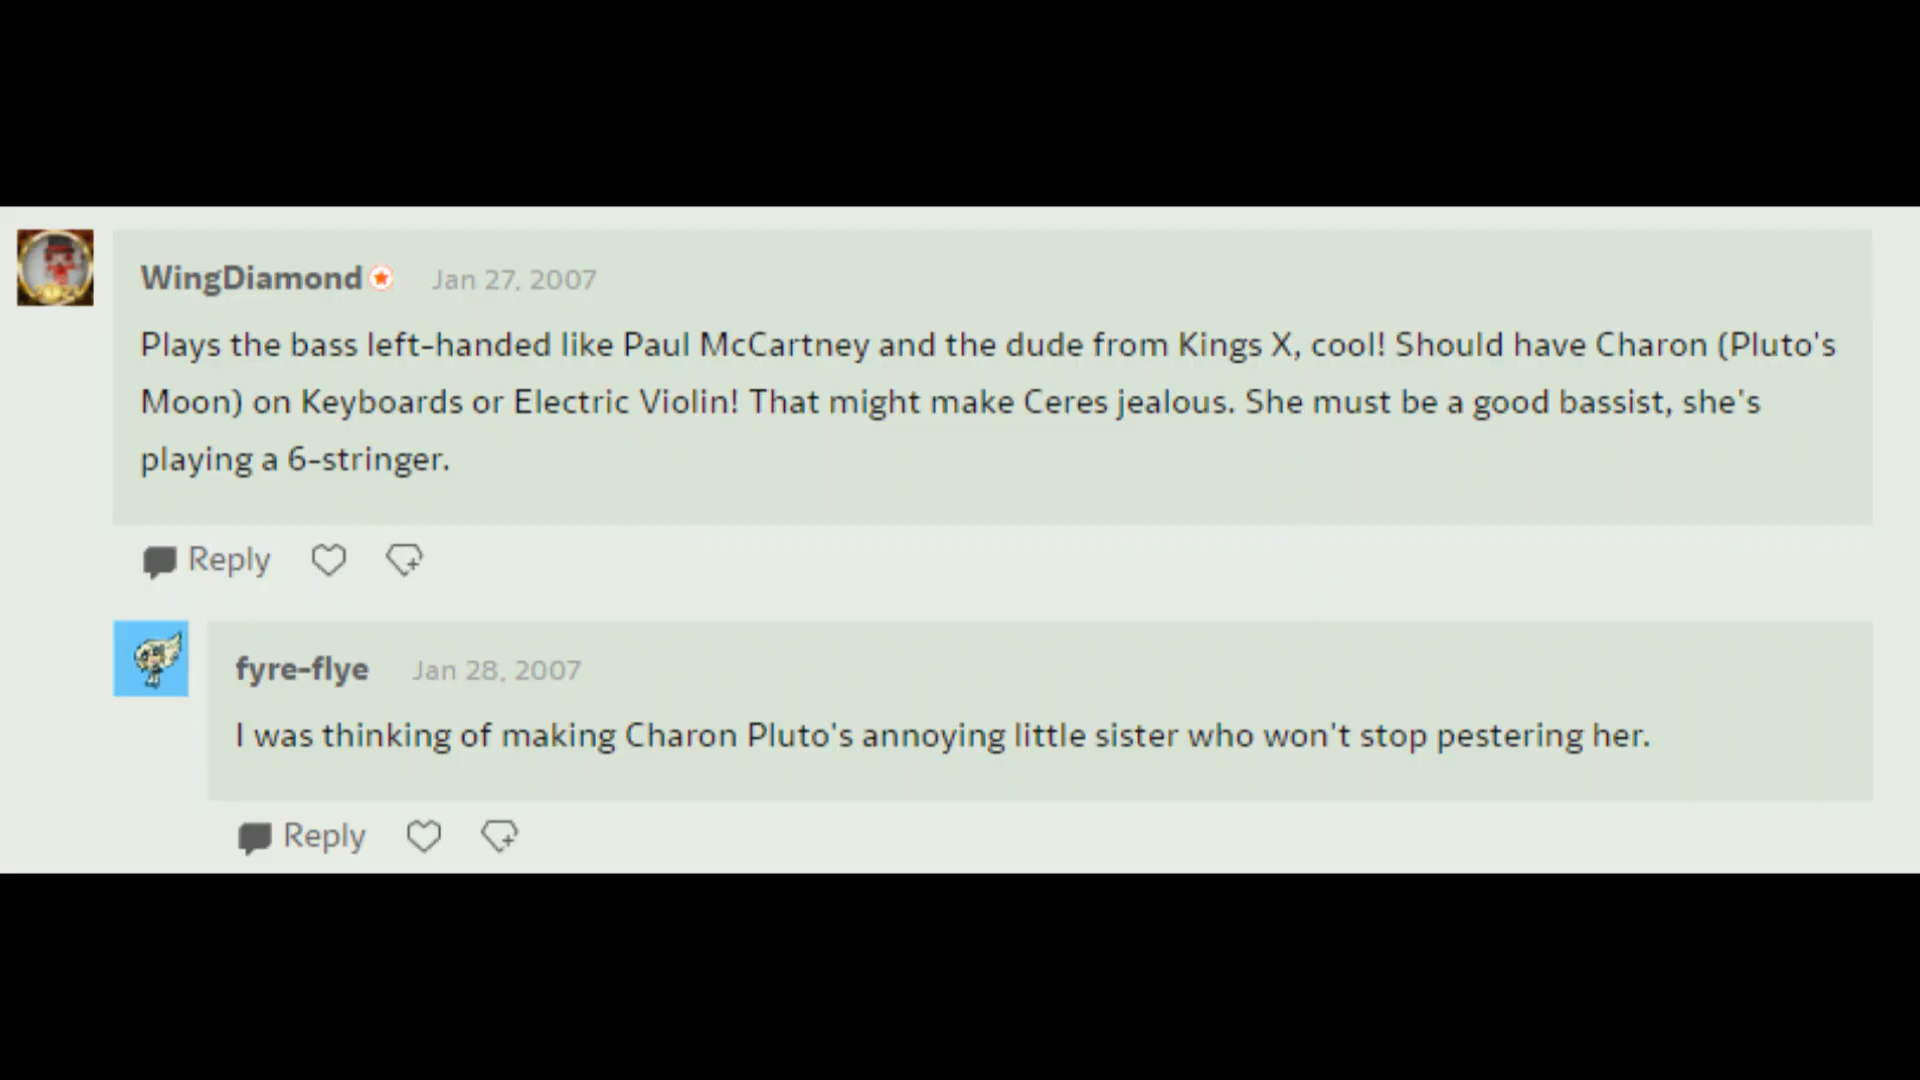 WingDiamond Jan 27, 2007
Plays the bass left-handed like Paul McCartney and the dude from Kings X, cool! Should have Charon (Pluto's
Moon) on Keyboards or Electric Violin! That might make Ceres jealous. She must be a good bassist, she's
playing a 6-stringer.
Reply
fyre-flye Jan 28, 2007
I was thinking of making Charon Pluto's annoying little sister who won't stop pestering her.
Reply